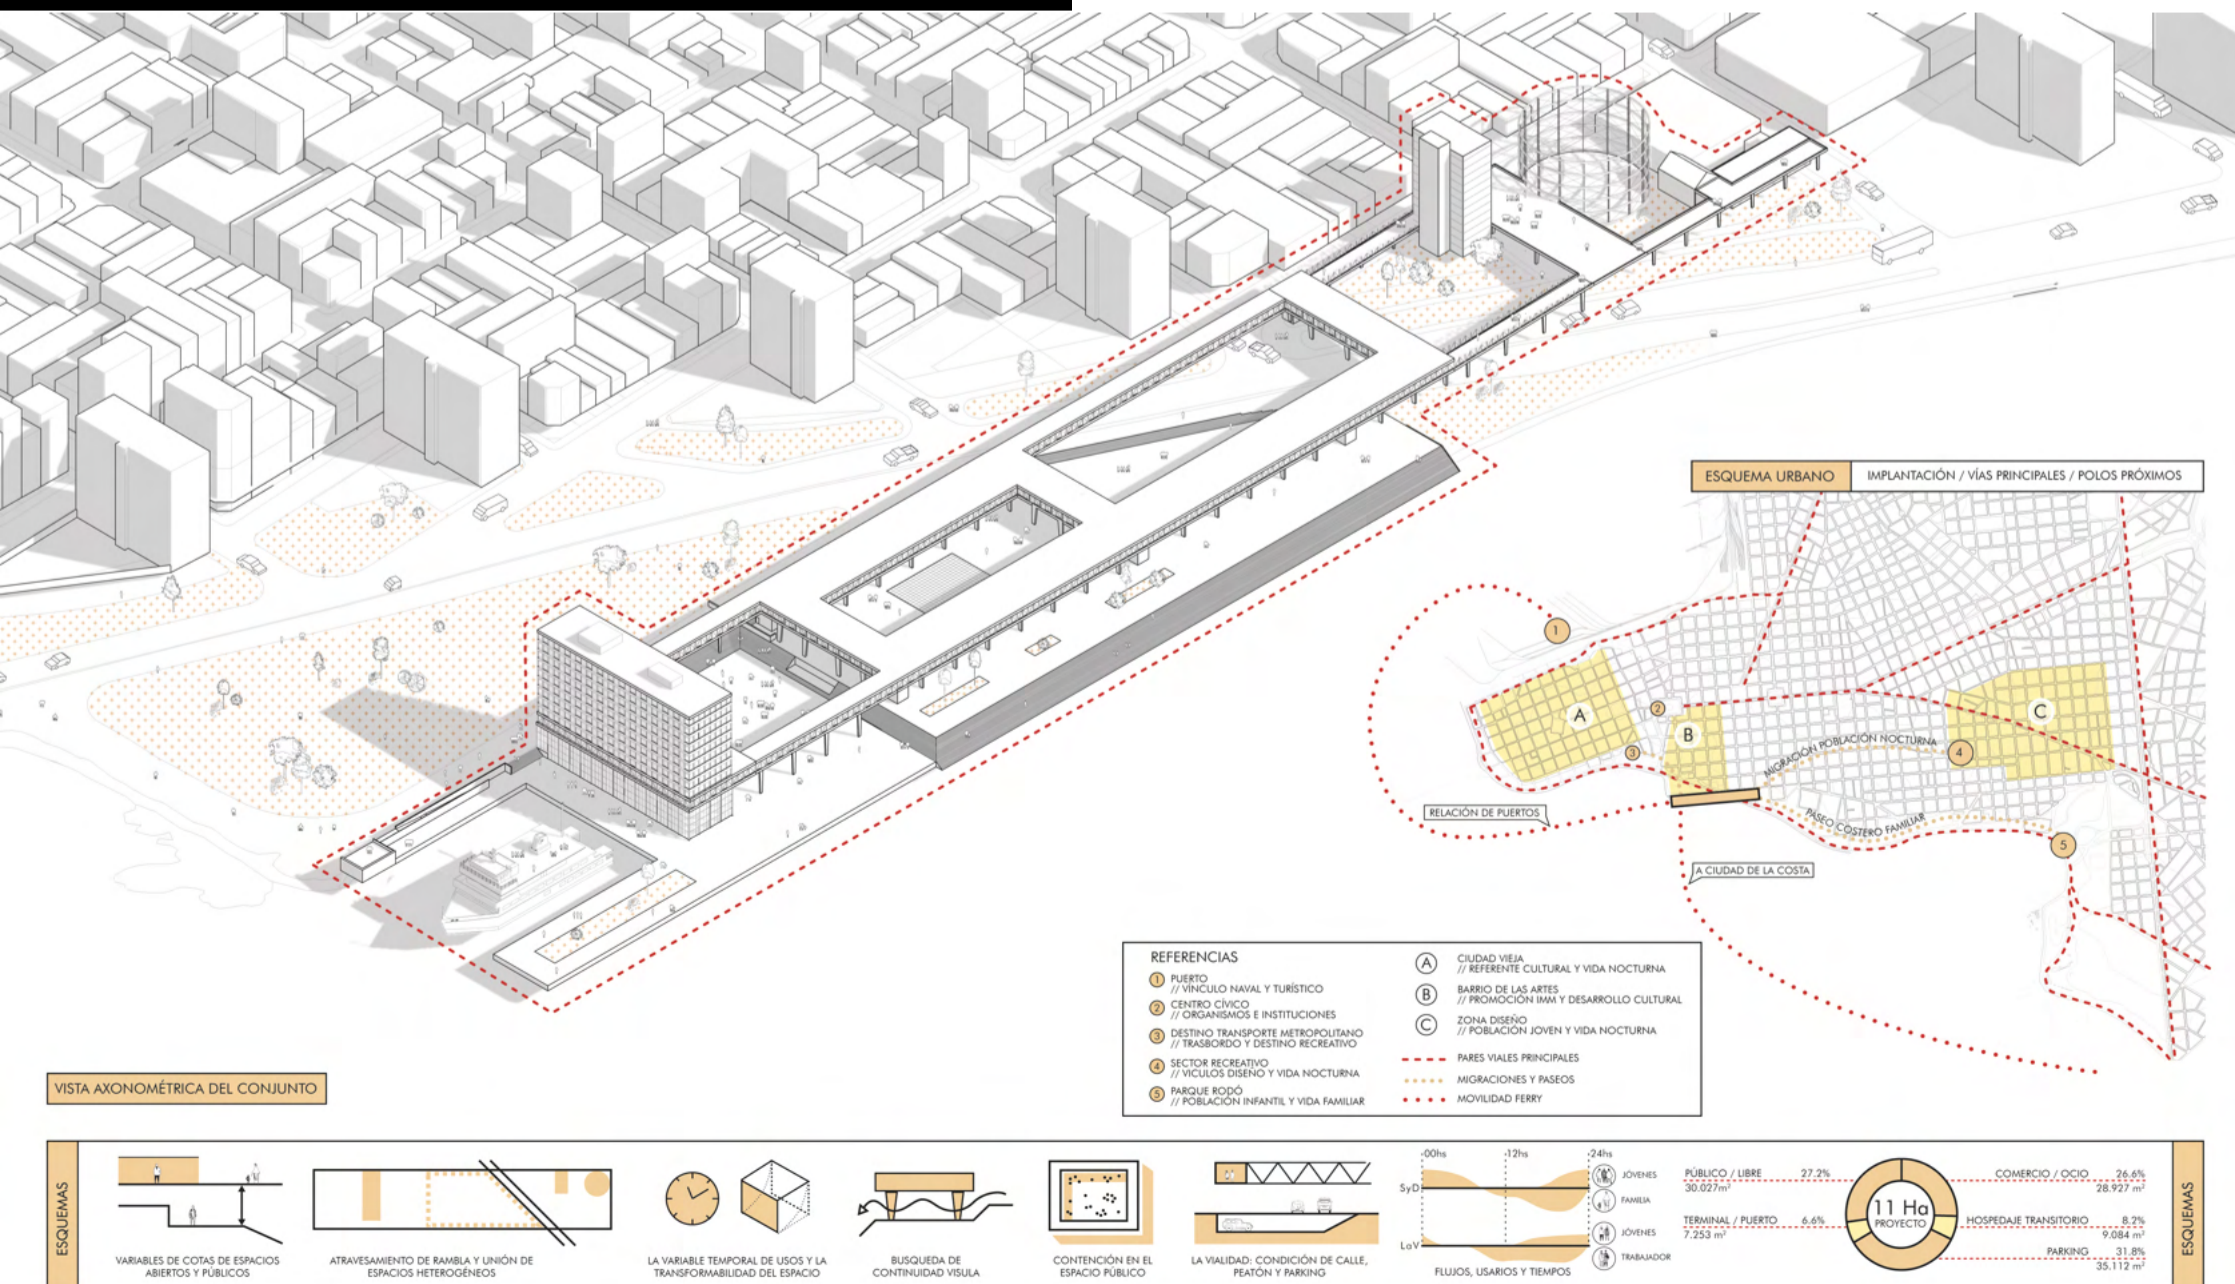 ESQUEMA URBANO
IMPLANTACIÓN / VÍAS PRINCIPALES / POLOS PRÓXIMOS
1
A
2
B
3
C
4
MIGRACIÓN POBLACIÓN NOCTURNA
PASEO COSTERO FAMILIAR
5
RELACIÓN DE PUERTOS
A CIUDAD DE LA COSTA
REFERENCIAS
1 PUERTO
// VÍNCULO NAVAL Y TURÍSTICO
2 CENTRO CÍVICO
// ORGANISMOS E INSTITUCIONES
3 DESTINO TRANSPORTE METROPOLITANO
// TRASBORDO Y DESTINO RECREATIVO
4 SECTOR RECREATIVO
// VICULOS DISEÑO Y VIDA NOCTURNA
5 PARQUE RODÓ
// POBLACIÓN INFANTIL Y VIDA FAMILIAR
A CIUDAD VIEJA
// REFERENTE CULTURAL Y VIDA NOCTURNA
B BARRIO DE LAS ARTES
// PROMOCIÓN IMM Y DESARROLLO CULTURAL
C ZONA DISEÑO
// POBLACIÓN JOVEN Y VIDA NOCTURNA
PARES VIALES PRINCIPALES
MIGRACIONES Y PASEOS
MOVILIDAD FERRY
VISTA AXONOMÉTRICA DEL CONJUNTO
ESQUEMAS
VARIABLES DE COTAS DE ESPACIOS
ABIERTOS Y PÚBLICOS
ATRAVESAMIENTO DE RAMBLA Y UNIÓN DE
ESPACIOS HETEROGÉNEOS
LA VARIABLE TEMPORAL DE USOS Y LA
TRANSFORMABILIDAD DEL ESPACIO
BUSQUEDA DE
CONTINUIDAD VISULA
CONTENCIÓN EN EL
ESPACIO PÚBLICO
LA VIALIDAD: CONDICIÓN DE CALLE,
PEATÓN Y PARKING
00hs
12hs
24hs
SyD
LaV
JÓVENES
FAMILIA
JÓVENES
TRABAJADOR
FLUJOS, USARIOS Y TIEMPOS
PÚBLICO / LIBRE 27.2%
30.027m²
TERMINAL / PUERTO 6.6%
7.253 m²
11 Ha
PROYECTO
COMERCIO / OCIO 26.6%
28.927 m²
HOSPEDAJE TRANSITORIO 8.2%
9.084 m²
PARKING 31.8%
35.112 m²
ESQUEMAS